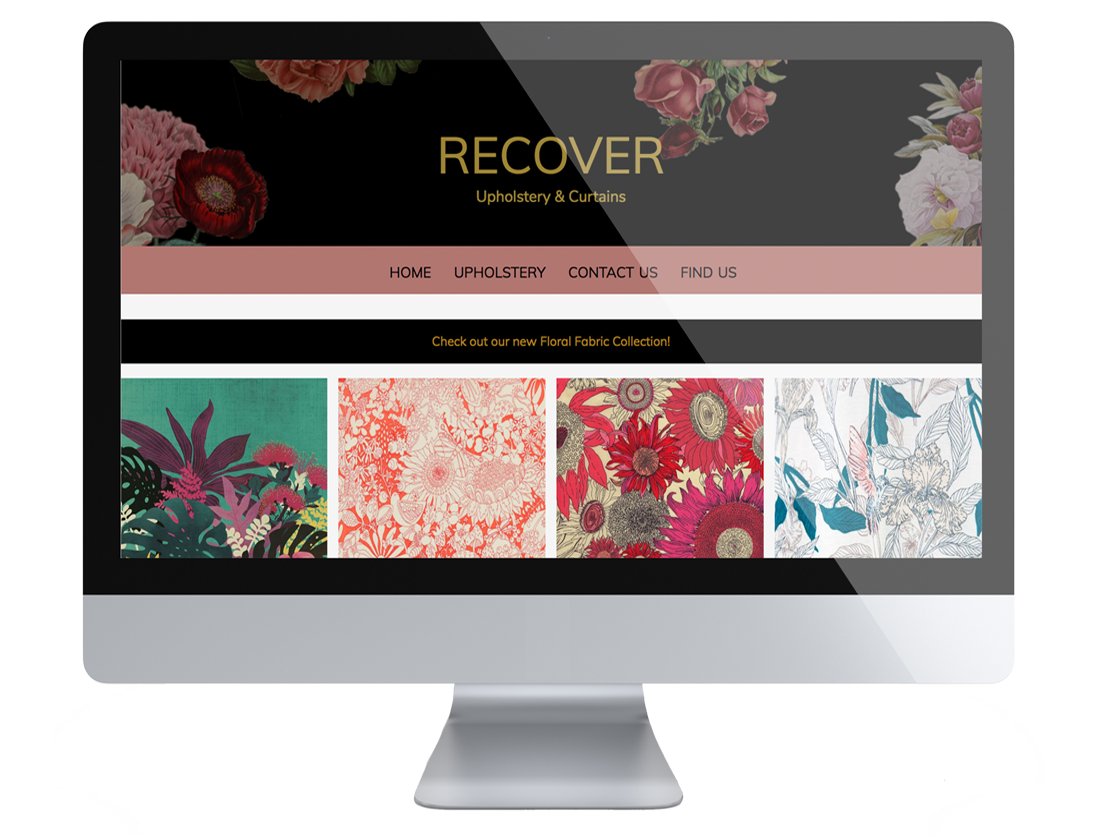 RECOVER
Upholstery & Curtains
HOME UPHOLSTERY CONTACT US FIND US
Check out our new Floral Fabric Collection!